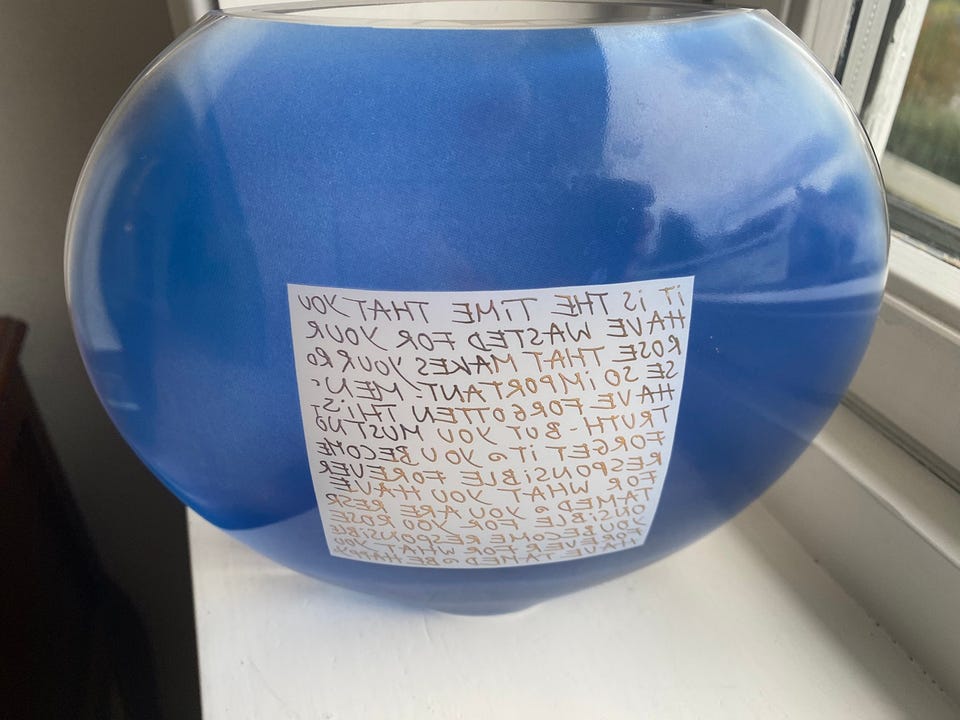 iT iS THE TiME THAT YOU
HAVE WASTED FOR YOUR
ROSE THAT MAKES YOUR RO
SE SO iMPORTANT. MEN.
HAVE FORGOTTEN THiS.
TRUTH. BUT YOU MUST NO
FORGET iT YOU BECOME
RESPONSiBLE FORE REVER
FOR WHAT YOU HAVE
TAMED YOU ARE RESP
ONSiBLE FOR YOU ROSE
YOU BECOME RESPONSiBLE
FOREVER FOR WHAT YOU
HAVE TAMED BE HAPPY